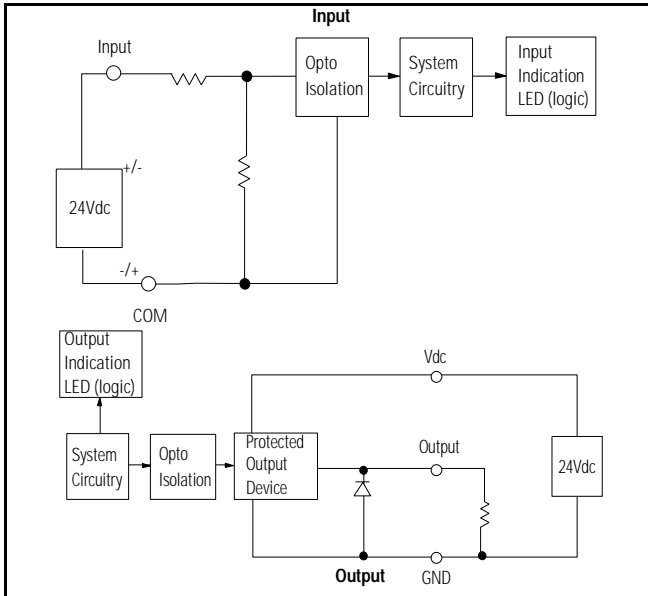 Input
Input
Opto
Isolation
System
Circuitry
Input
Indication
LED (logic)
+/-
24Vdc
-/+
COM
Output
Indication
LED (logic)
Vdc
System
Circuitry
Opto
Isolation
Protected
Output
Device
Output
24Vdc
Output
GND